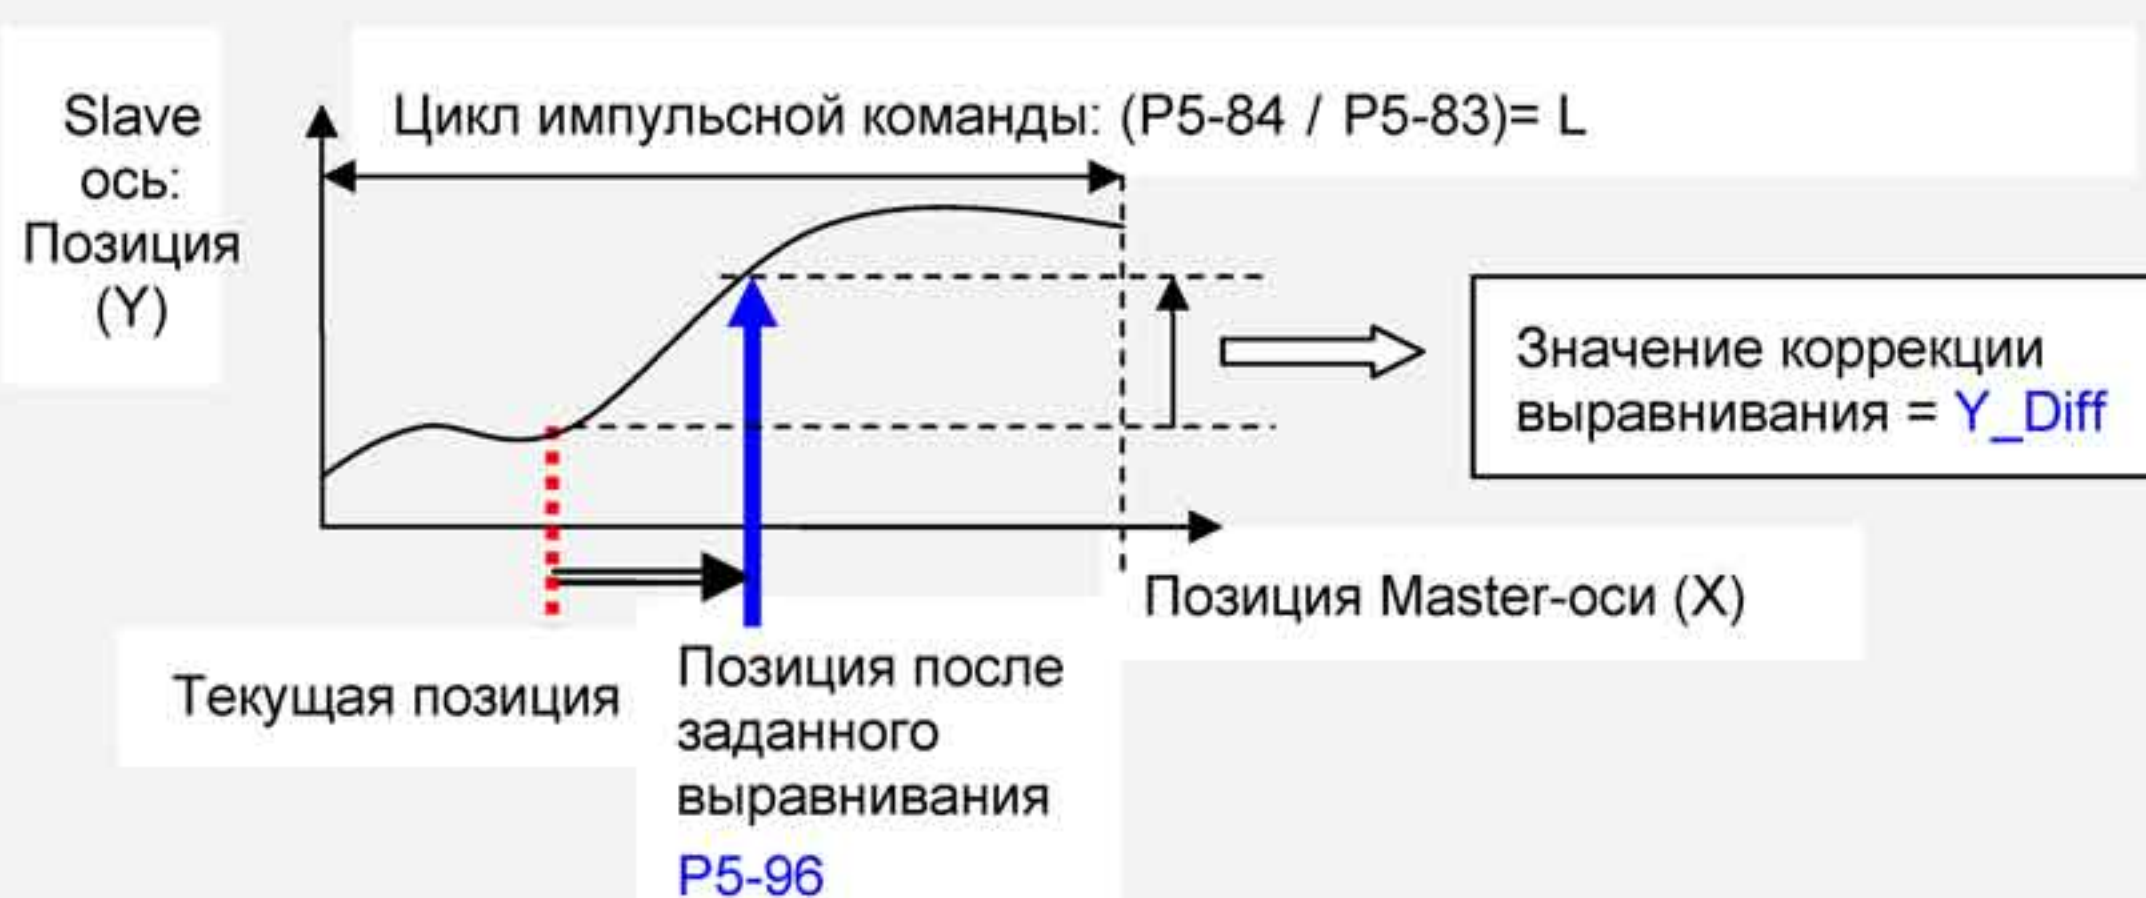 Slave
ось:
Позиция
(Y)
Цикл импульсной команды: (P5-84 / P5-83)= L
Значение коррекции
выравнивания = Y_Diff
Позиция Master-оси (X)
Текущая позиция
Позиция после
заданного
выравнивания
P5-96